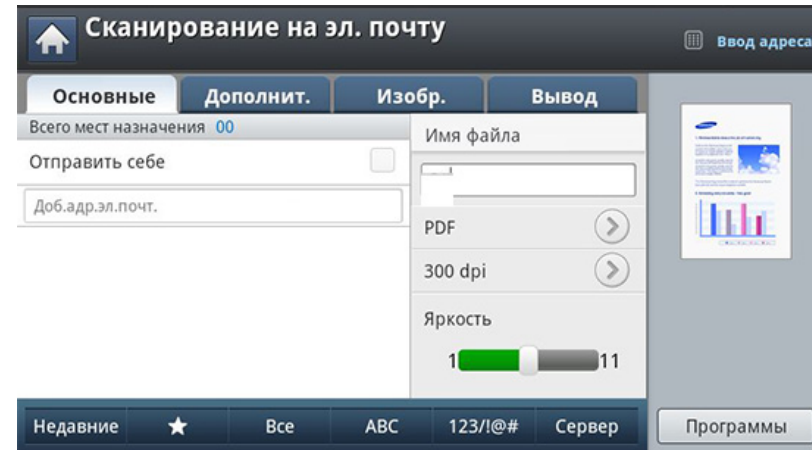 Сканирование на эл. почту
Ввод адреса
Основные
Дополнит.
Изобр.
Вывод
Всего мест назначения 00
Отправить себе
Доб.адр.эл.почт.
Имя файла
PDF
300 dpi
Яркость
1 11
Недавние ★ Все ABC 123/!@# Сервер
Программы